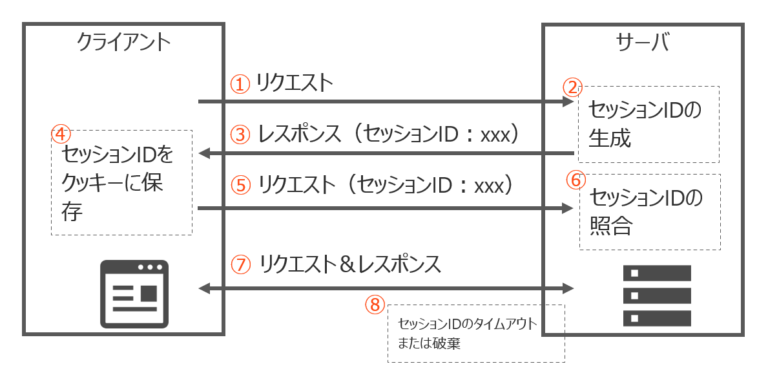 クライアント
サーバ
① リクエスト
②
セッションIDの
生成
③ レスポンス（セッションID：xxx）
④
セッションIDを
クッキーに保
存
⑤ リクエスト（セッションID：xxx）
⑥
セッションIDの
照合
⑦ リクエスト＆レスポンス
⑧
セッションIDのタイムアウト
または破棄